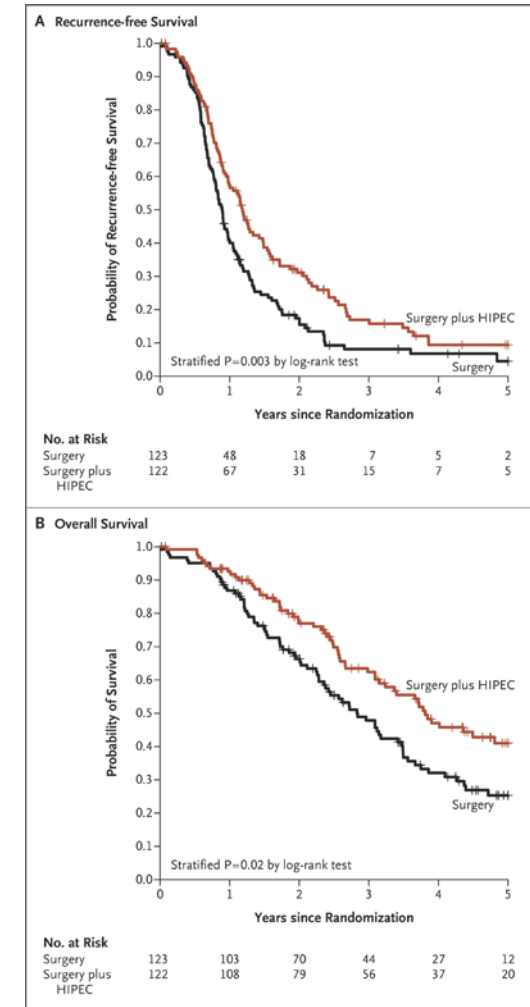 A Recurrence-free Survival
1.0
0.9
0.8
0.7
0.6
0.5
0.4
0.3
0.2
0.1
0.0
Probability of Recurrence-free Survival
Surgery plus HIPEC
Surgery
Stratified P=0.003 by log-rank test
0 1 2 3 4 5
Years since Randomization
No. at Risk
Surgery 123 48 18 7 5 2
Surgery plus 122 67 31 15 7 5
HIPEC
B Overall Survival
1.0
0.9
0.8
0.7
0.6
0.5
0.4
0.3
0.2
0.1
0.0
Probability of Survival
Surgery plus HIPEC
Surgery
Stratified P=0.02 by log-rank test
0 1 2 3 4 5
Years since Randomization
No. at Risk
Surgery 123 103 70 44 27 12
Surgery plus 122 108 79 56 37 20
HIPEC